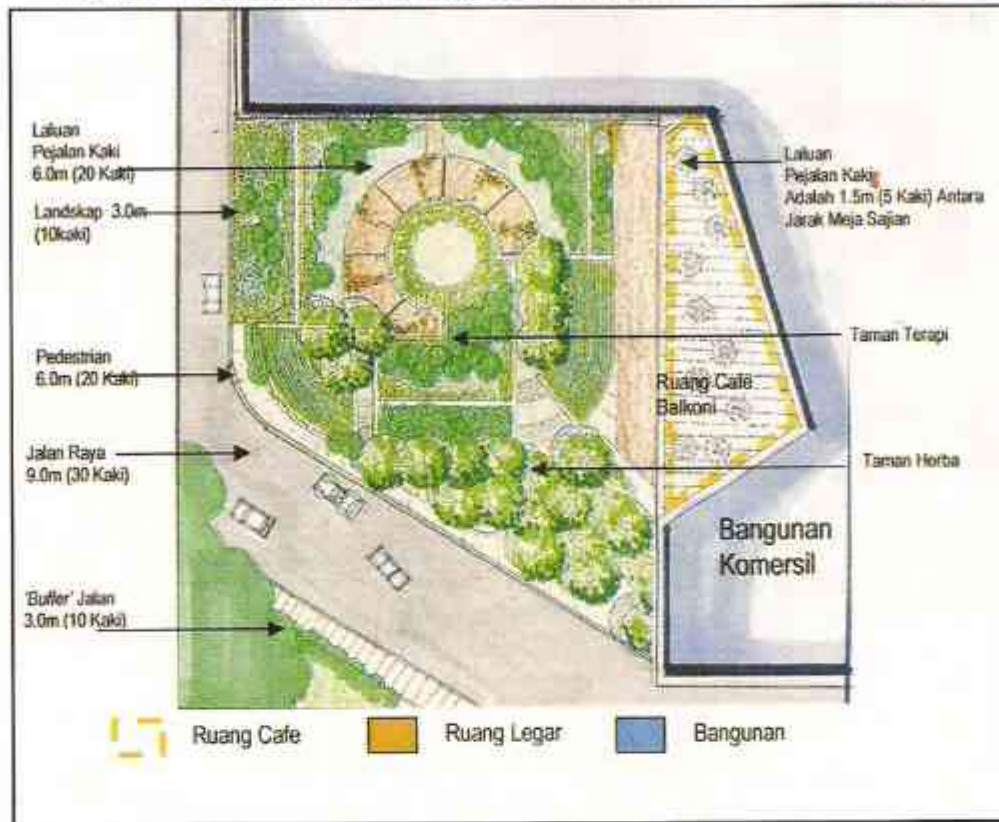 Laluan
Pejalan Kaki
6.0m (20 Kaki)
Landskap 3.0m
(10kaki)
Pedestrian
6.0m (20 Kaki)
Jalan Raya
9.0m (30 Kaki)
'Buffer' Jalan
3.0m (10 Kaki)
Laluan
Pejalan Kaki
Adalah 1.5m (5 Kaki) Antara
Jarak Meja Sajian
Taman Terapi
Ruang Cafe
Balkoni
Taman Herba
Bangunan
Komersil
Ruang Cafe
Ruang Legar
Bangunan